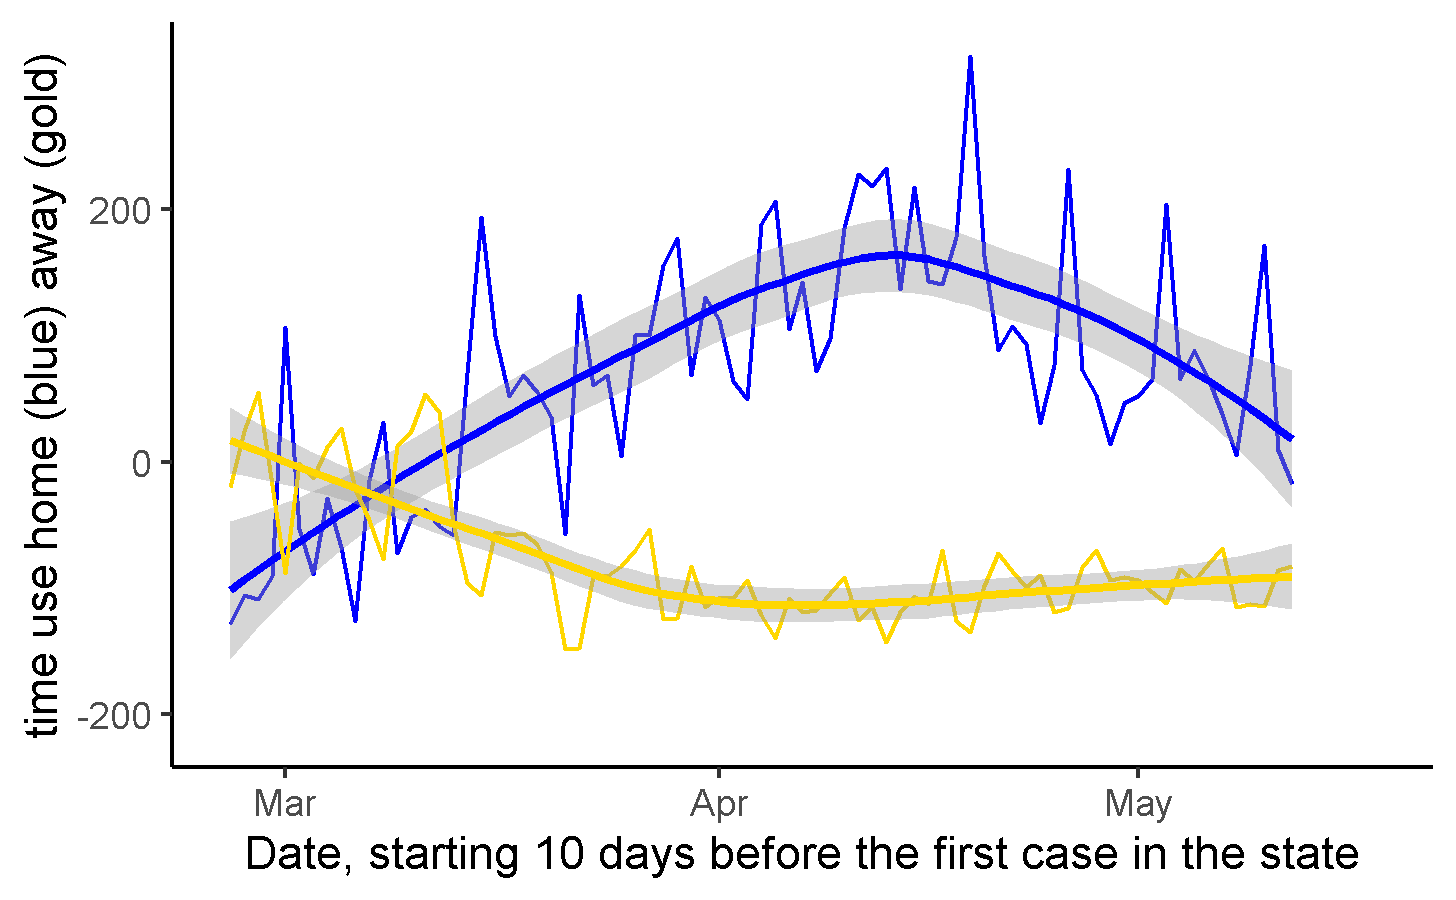 time use home (blue) away (gold)
200
0
-200
Mar
Apr
May
Date, starting 10 days before the first case in the state